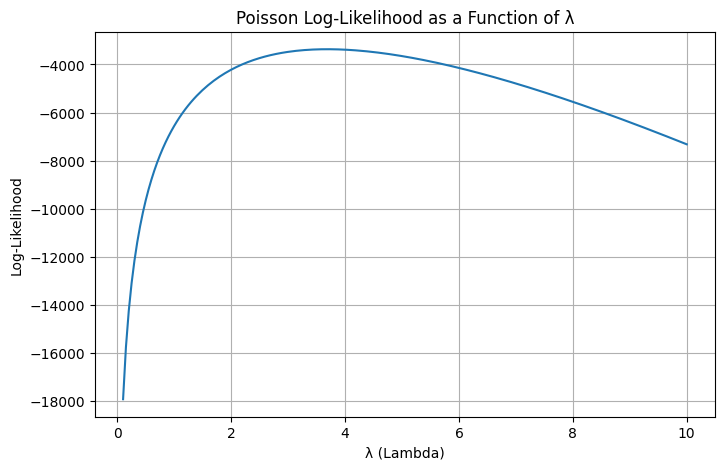 Poisson Log-Likelihood as a Function of λ
Log-Likelihood
−4000
−6000
−8000
−10000
−12000
−14000
−16000
−18000
0 2 4 6 8 10
λ (Lambda)